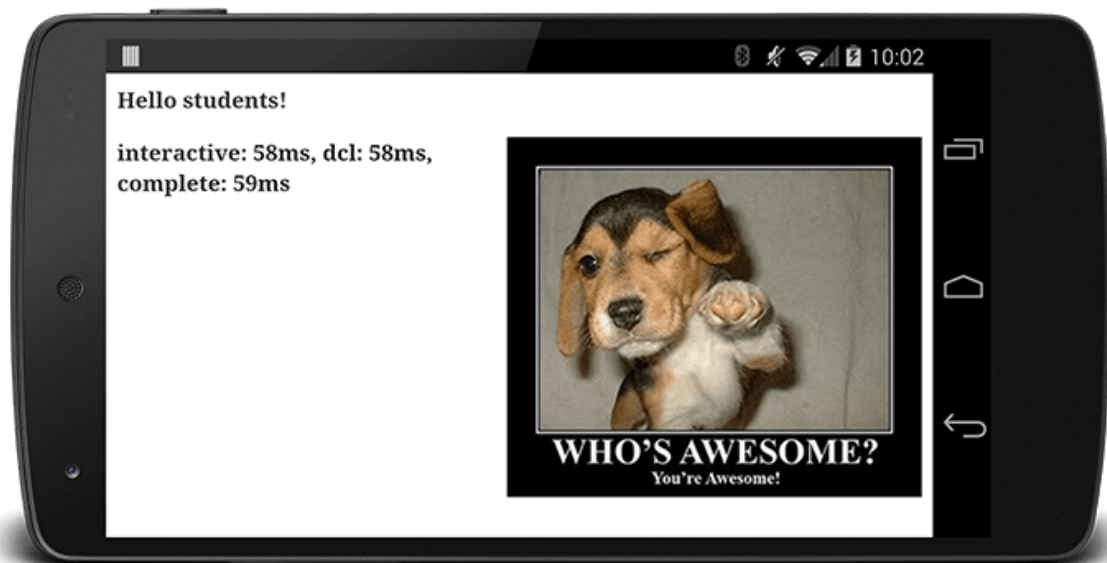 10:02
Hello students!
interactive: 58ms, dcl: 58ms,
complete: 59ms
WHO'S AWESOME?
You're Awesome!